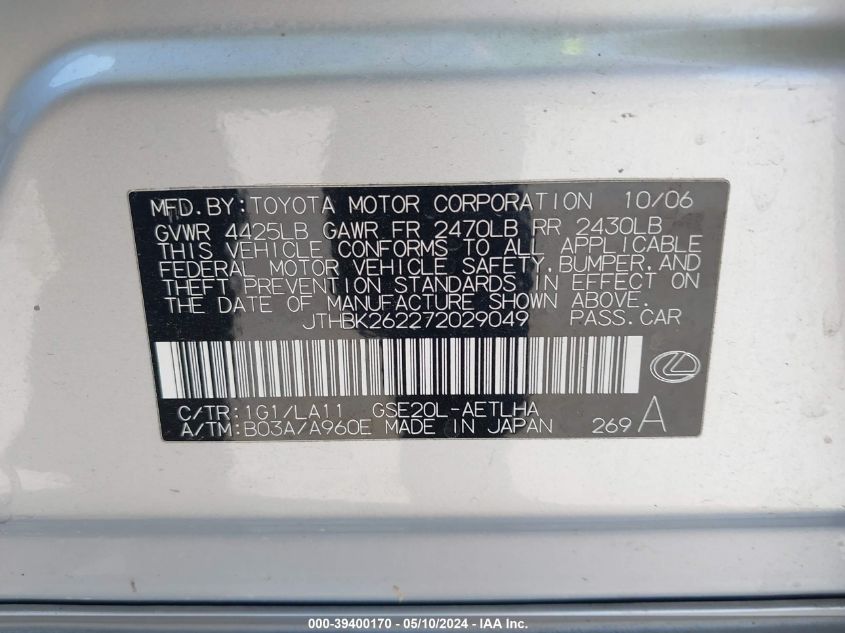 MFD. BY: TOYOTA MOTOR CORPORATION 10/06
GVWR 4425LB GAWR FR 2470LB RR 2430LB
THIS VEHICLE CONFORMS TO ALL APPLICABLE
FEDERAL MOTOR VEHICLE SAFETY, BUMPER, AND
THEFT PREVENTION STANDARDS IN EFFECT ON
THE DATE OF MANUFACTURE SHOWN ABOVE.
JTHBK262272029049 PASS. CAR
C/TR: 1G1/LA11 GSE20L-AETLHA
A/TM: B03A/A960E MADE IN JAPAN 269 A
000-39400170 - 05/10/2024 - IAA Inc.